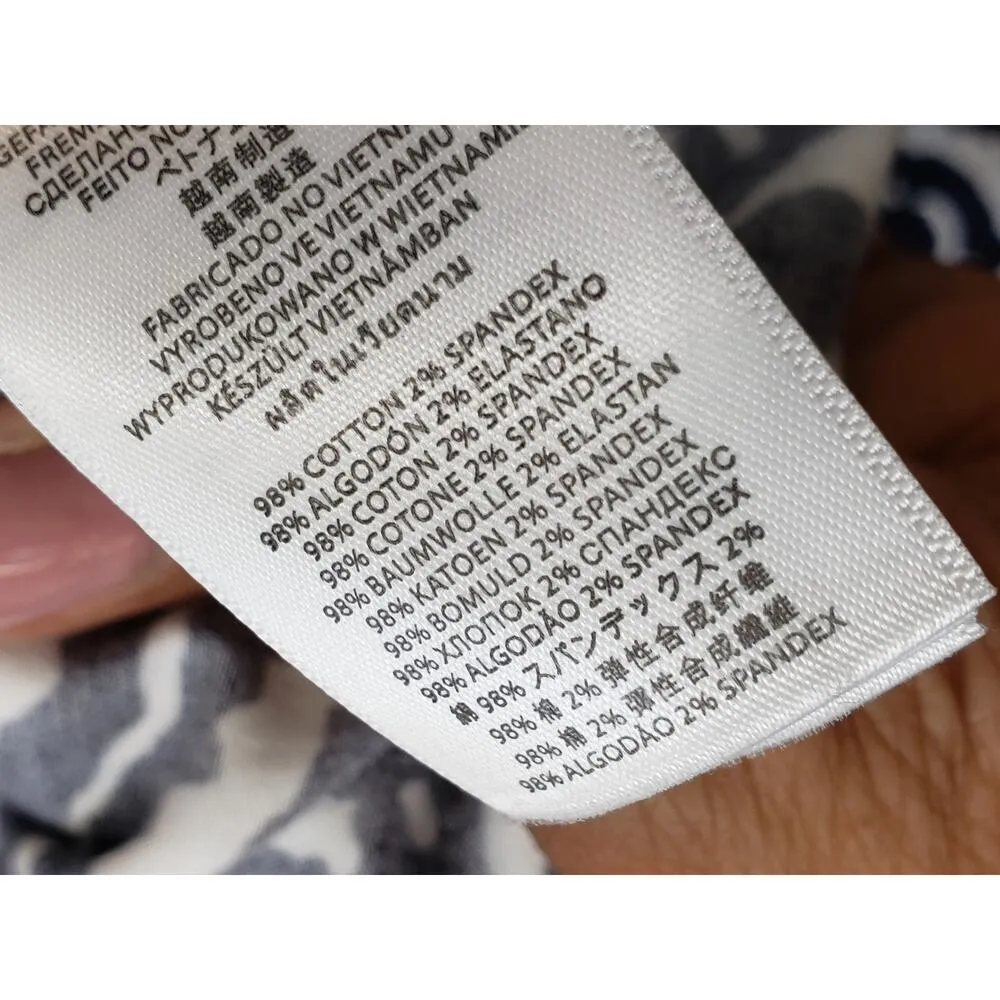 GEFA
FREM
СДЕЛАНО
FEITO NO
ベトナ
越南制造
越南製造
FABRICADO NO VIETNA
VYROBENO VE VIETNAMU
WYPRODUKOWANO W WIETNAMIE
KÉSZÜLT VIETNÁMBAN
ผลิตในเวียดนาม
98% COTTON 2% SPANDEX
98% ALGODÓN 2% ELASTANO
98% COTON 2% SPANDEX
98% COTONE 2% SPANDEX
98% BAUMWOLLE 2% ELASTAN
98% KATOEN 2% SPANDEX
98% BOMULD 2% SPANDEX
98% ХЛОПОК 2% СПАНДЕКС
98% ALGODÃO 2% SPANDEX
綿 98% スパンデックス 2%
98% 棉 2% 弹性合成纤维
98% 棉 2% 彈性合成纖維
98% ALGODÃO 2% SPANDEX